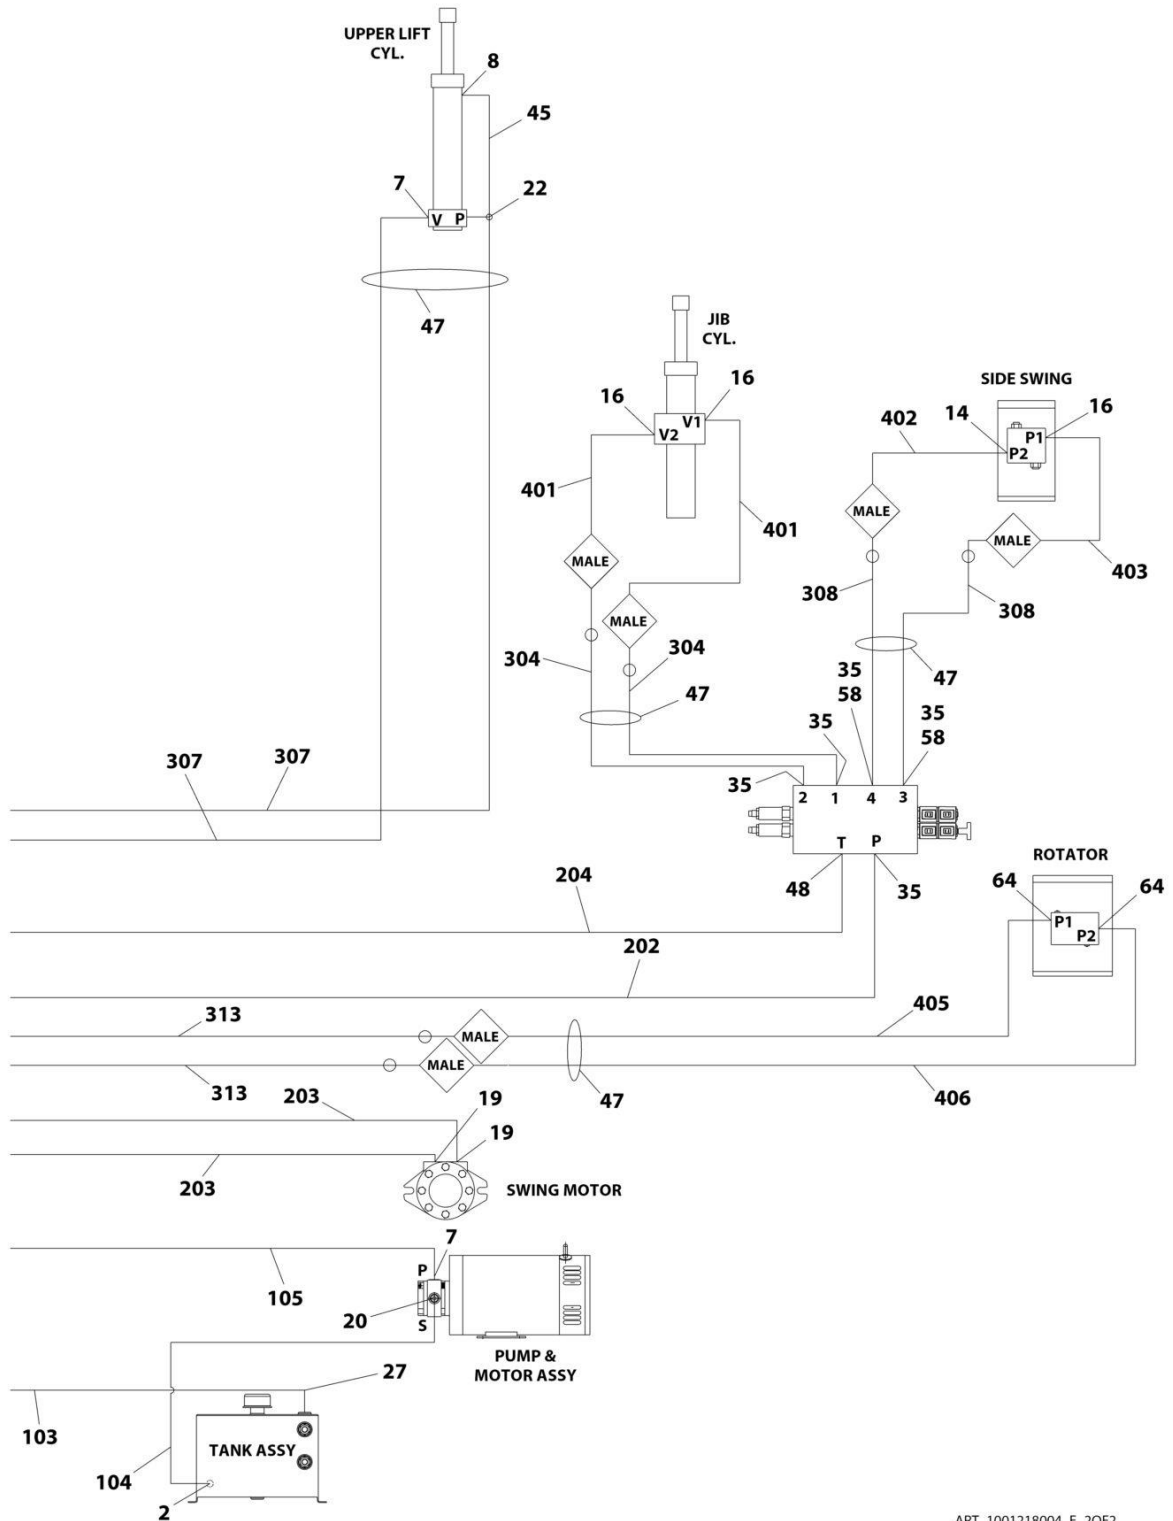 UPPER LIFT
CYL.
8
45
7
22
V P
47
JIB
CYL.
16
16
V1
V2
401
401
MALE
MALE
304
304
47
SIDE SWING
14
16
402
P1
P2
MALE
MALE
403
308
308
47
35
58
35
58
35
35
2 1 4 3
T P
48
35
307
307
204
202
ROTATOR
64
64
P1
P2
313
MALE
405
313
MALE
47
406
203
19
19
203
SWING MOTOR
105
7
P
20
S
PUMP &
MOTOR ASSY
27
103
TANK ASSY
104
2
ART_1001218004_E_2OF2